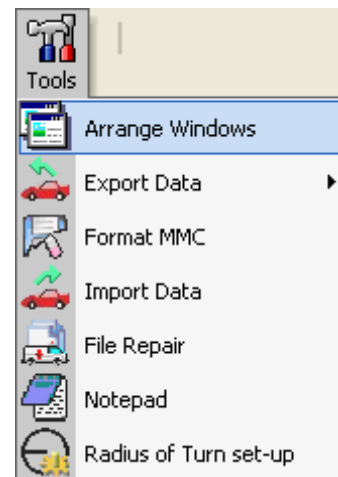 Tools
Arrange Windows
Export Data
Format MMC
Import Data
File Repair
Notepad
Radius of Turn set-up